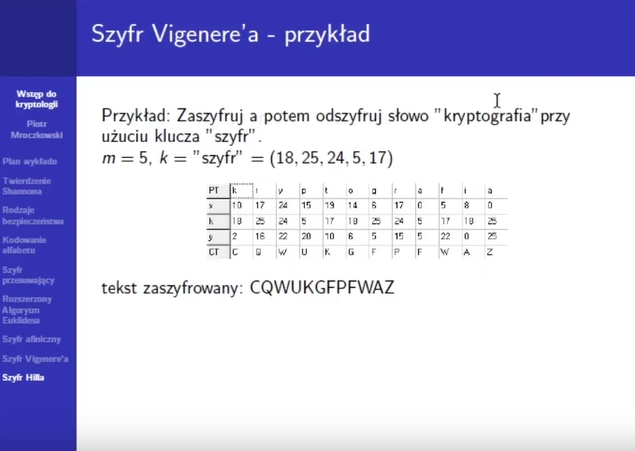 Szyfr Vigenere'a - przykład
Wstęp do
kryptologii
Piotr
Mroczkowski
Plan wykładu
Twierdzenie
Shannona
Rodzaje
bezpieczeństwa
Kodowanie
alfabetu
Szyfr
przesuwający
Rozszerzony
Algorytm
Euklidesa
Szyfr afiniczny
Szyfr Vigenere'a
Szyfr Hilla
Przykład: Zaszyfruj a potem odszyfruj słowo "kryptografia" przy
użuciu klucza "szyfr".
m = 5, k = "szyfr" = (18, 25, 24, 5, 17)
PT k r y p t o g r a f i a
x 10 17 24 15 19 14 6 17 0 5 8 0
k 18 25 24 5 17 18 25 24 5 17 18 25
y 2 16 22 20 10 6 5 15 5 22 0 25
CT C Q W U K G F P F W A Z
tekst zaszyfrowany: CQWUKGFPFWAZ